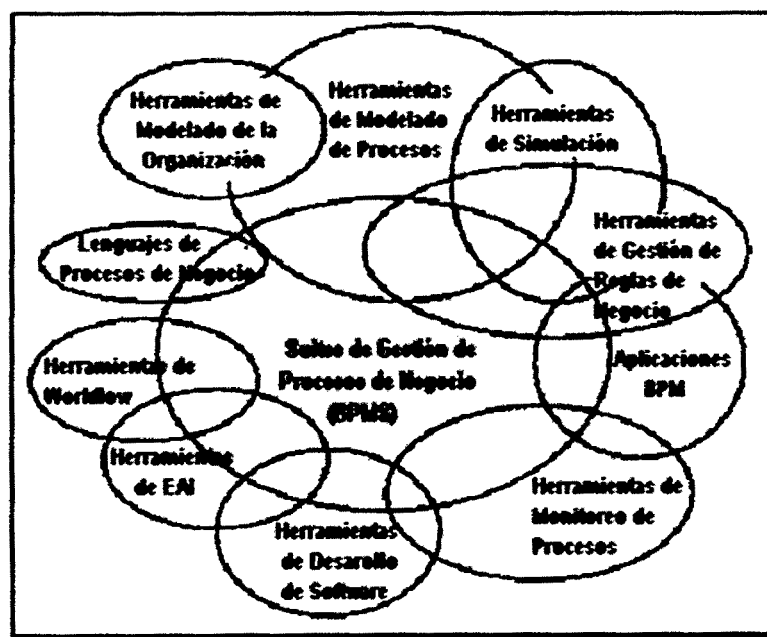 Herramientas de
Modelado de la
Organización
Herramientas
de Modelado
de Procesos
Herramientas
de Simulación
Herramientas
de Gestión de
Reglas de
Negocio
Lenguajes de
Procesos de Negocio
Suites de Gestión de
Procesos de Negocio
(BPMS)
Herramientas de
Workflow
Aplicaciones
BPM
Herramientas
de EAI
Herramientas de
Monitoreo de
Procesos
Herramientas
de Desarollo
de Software